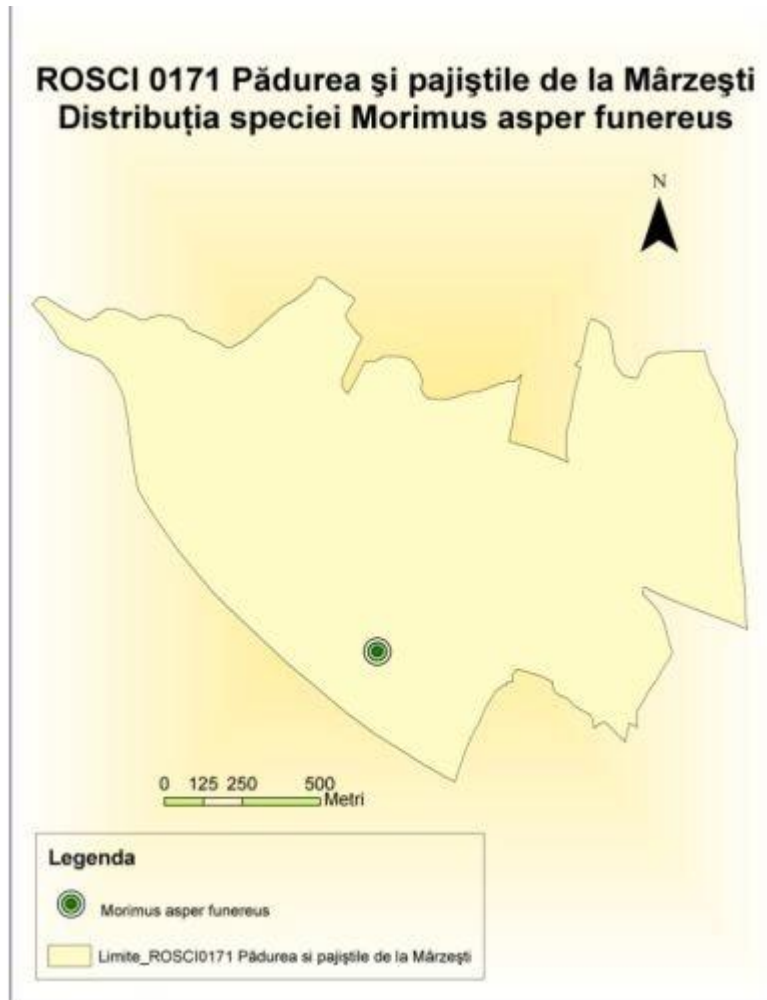 ROSCI 0171 Pădurea şi pajiştile de la Mârzeşti
Distribuția speciei Morimus asper funereus
N
0 125 250 500
Metri
Legenda
Morimus asper funereus
Limite_ROSCI0171 Pădurea si pajiştile de la Mârzeşti